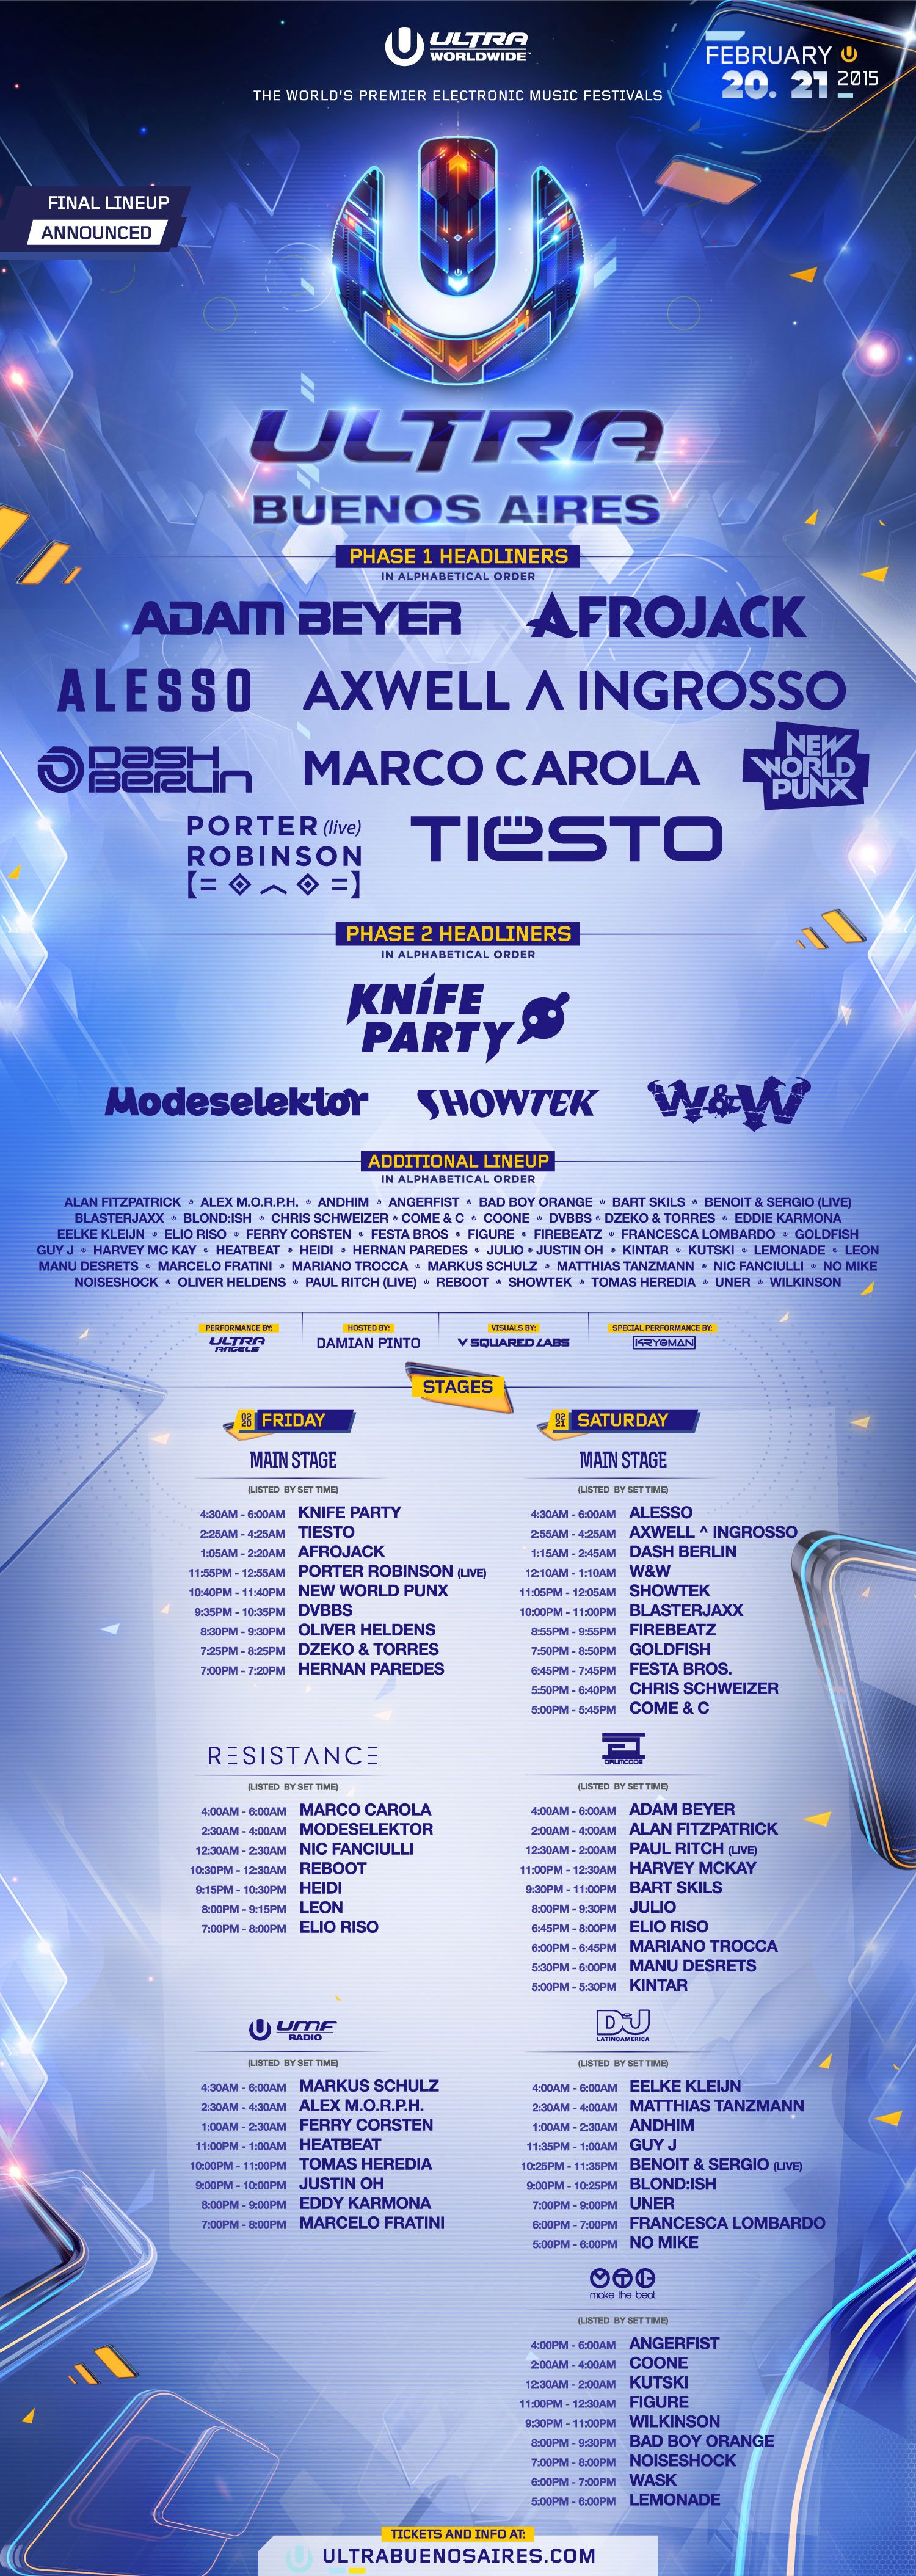 ULTRA
WORLDWIDE
THE WORLD'S PREMIER ELECTRONIC MUSIC FESTIVALS
FEBRUARY
20. 21 2015
FINAL LINEUP
ANNOUNCED
ULTRA
BUENOS AIRES
PHASE 1 HEADLINERS
IN ALPHABETICAL ORDER
ADAM BEYER AFROJACK
ALESSO AXWELL Λ INGROSSO
DASH BERLIN MARCO CAROLA NEW WORLD PUNX
PORTER (live) ROBINSON TIËSTO
PHASE 2 HEADLINERS
IN ALPHABETICAL ORDER
KNIFE PARTY
Modeselektor SHOWTEK W&W
ADDITIONAL LINEUP
IN ALPHABETICAL ORDER
ALAN FITZPATRICK ALEX M.O.R.P.H. ANDHIM ANGERFIST BAD BOY ORANGE BART SKILS BENOIT & SERGIO (LIVE)
BLASTERJAXX BLOND:ISH CHRIS SCHWEIZER COME & C COONE DVBBS DZEKO & TORRES EDDIE KARMONA
EELKE KLEIJN ELIO RISO FERRY CORSTEN FESTA BROS FIGURE FIREBEATZ FRANCESCA LOMBARDO GOLDFISH
GUY J HARVEY MC KAY HEATBEAT HEIDI HERNAN PAREDES JULIO JUSTIN OH KINTAR KUTSKI LEMONADE LEON
MANU DESRETS MARCELO FRATINI MARIANO TROCCA MARKUS SCHULZ MATTHIAS TANZMANN NIC FANCIULLI NO MIKE
NOISESHOCK OLIVER HELDENS PAUL RITCH (LIVE) REBOOT SHOWTEK TOMAS HEREDIA UNER WILKINSON
PERFORMANCE BY:
ULTRA ANGELS
HOSTED BY:
DAMIAN PINTO
VISUALS BY:
V SQUARED LABS
SPECIAL PERFORMANCE BY:
KRYOMAN
STAGES
02 20 FRIDAY
MAIN STAGE
(LISTED BY SET TIME)
4:30AM - 6:00AM KNIFE PARTY
2:25AM - 4:25AM TIESTO
1:05AM - 2:20AM AFROJACK
11:55PM - 12:55AM PORTER ROBINSON (LIVE)
10:40PM - 11:40PM NEW WORLD PUNX
9:35PM - 10:35PM DVBBS
8:30PM - 9:30PM OLIVER HELDENS
7:25PM - 8:25PM DZEKO & TORRES
7:00PM - 7:20PM HERNAN PAREDES
02 21 SATURDAY
MAIN STAGE
(LISTED BY SET TIME)
4:30AM - 6:00AM ALESSO
2:55AM - 4:25AM AXWELL ^ INGROSSO
1:15AM - 2:45AM DASH BERLIN
12:10AM - 1:10AM W&W
11:05PM - 12:05AM SHOWTEK
10:00PM - 11:00PM BLASTERJAXX
8:55PM - 9:55PM FIREBEATZ
7:50PM - 8:50PM GOLDFISH
6:45PM - 7:45PM FESTA BROS.
5:50PM - 6:40PM CHRIS SCHWEIZER
5:00PM - 5:45PM COME & C
RESISTANCE
(LISTED BY SET TIME)
4:00AM - 6:00AM MARCO CAROLA
2:30AM - 4:00AM MODESELEKTOR
12:30AM - 2:30AM NIC FANCIULLI
10:30PM - 12:30AM REBOOT
9:15PM - 10:30PM HEIDI
8:00PM - 9:15PM LEON
7:00PM - 8:00PM ELIO RISO
DRUMCODE
(LISTED BY SET TIME)
4:00AM - 6:00AM ADAM BEYER
2:00AM - 4:00AM ALAN FITZPATRICK
12:30AM - 2:00AM PAUL RITCH (LIVE)
11:00PM - 12:30AM HARVEY MCKAY
9:30PM - 11:00PM BART SKILS
8:00PM - 9:30PM JULIO
6:45PM - 8:00PM ELIO RISO
6:00PM - 6:45PM MARIANO TROCCA
5:30PM - 6:00PM MANU DESRETS
5:00PM - 5:30PM KINTAR
UMF
RADIO
(LISTED BY SET TIME)
4:30AM - 6:00AM MARKUS SCHULZ
2:30AM - 4:30AM ALEX M.O.R.P.H.
1:00AM - 2:30AM FERRY CORSTEN
11:00PM - 1:00AM HEATBEAT
10:00PM - 11:00PM TOMAS HEREDIA
9:00PM - 10:00PM JUSTIN OH
8:00PM - 9:00PM EDDY KARMONA
7:00PM - 8:00PM MARCELO FRATINI
DJ
LATINOAMERICA
(LISTED BY SET TIME)
4:00AM - 6:00AM EELKE KLEIJN
2:30AM - 4:00AM MATTHIAS TANZMANN
1:00AM - 2:30AM ANDHIM
11:35PM - 1:00AM GUY J
10:25PM - 11:35PM BENOIT & SERGIO (LIVE)
9:00PM - 10:25PM BLOND:ISH
7:00PM - 9:00PM UNER
6:00PM - 7:00PM FRANCESCA LOMBARDO
5:00PM - 6:00PM NO MIKE
MTB
make the beat
(LISTED BY SET TIME)
4:00PM - 6:00AM ANGERFIST
2:00AM - 4:00AM COONE
12:30AM - 2:00AM KUTSKI
11:00PM - 12:30AM FIGURE
9:30PM - 11:00PM WILKINSON
8:00PM - 9:30PM BAD BOY ORANGE
7:00PM - 8:00PM NOISESHOCK
6:00PM - 7:00PM WASK
5:00PM - 6:00PM LEMONADE
TICKETS AND INFO AT:
ULTRABUENOSAIRES.COM